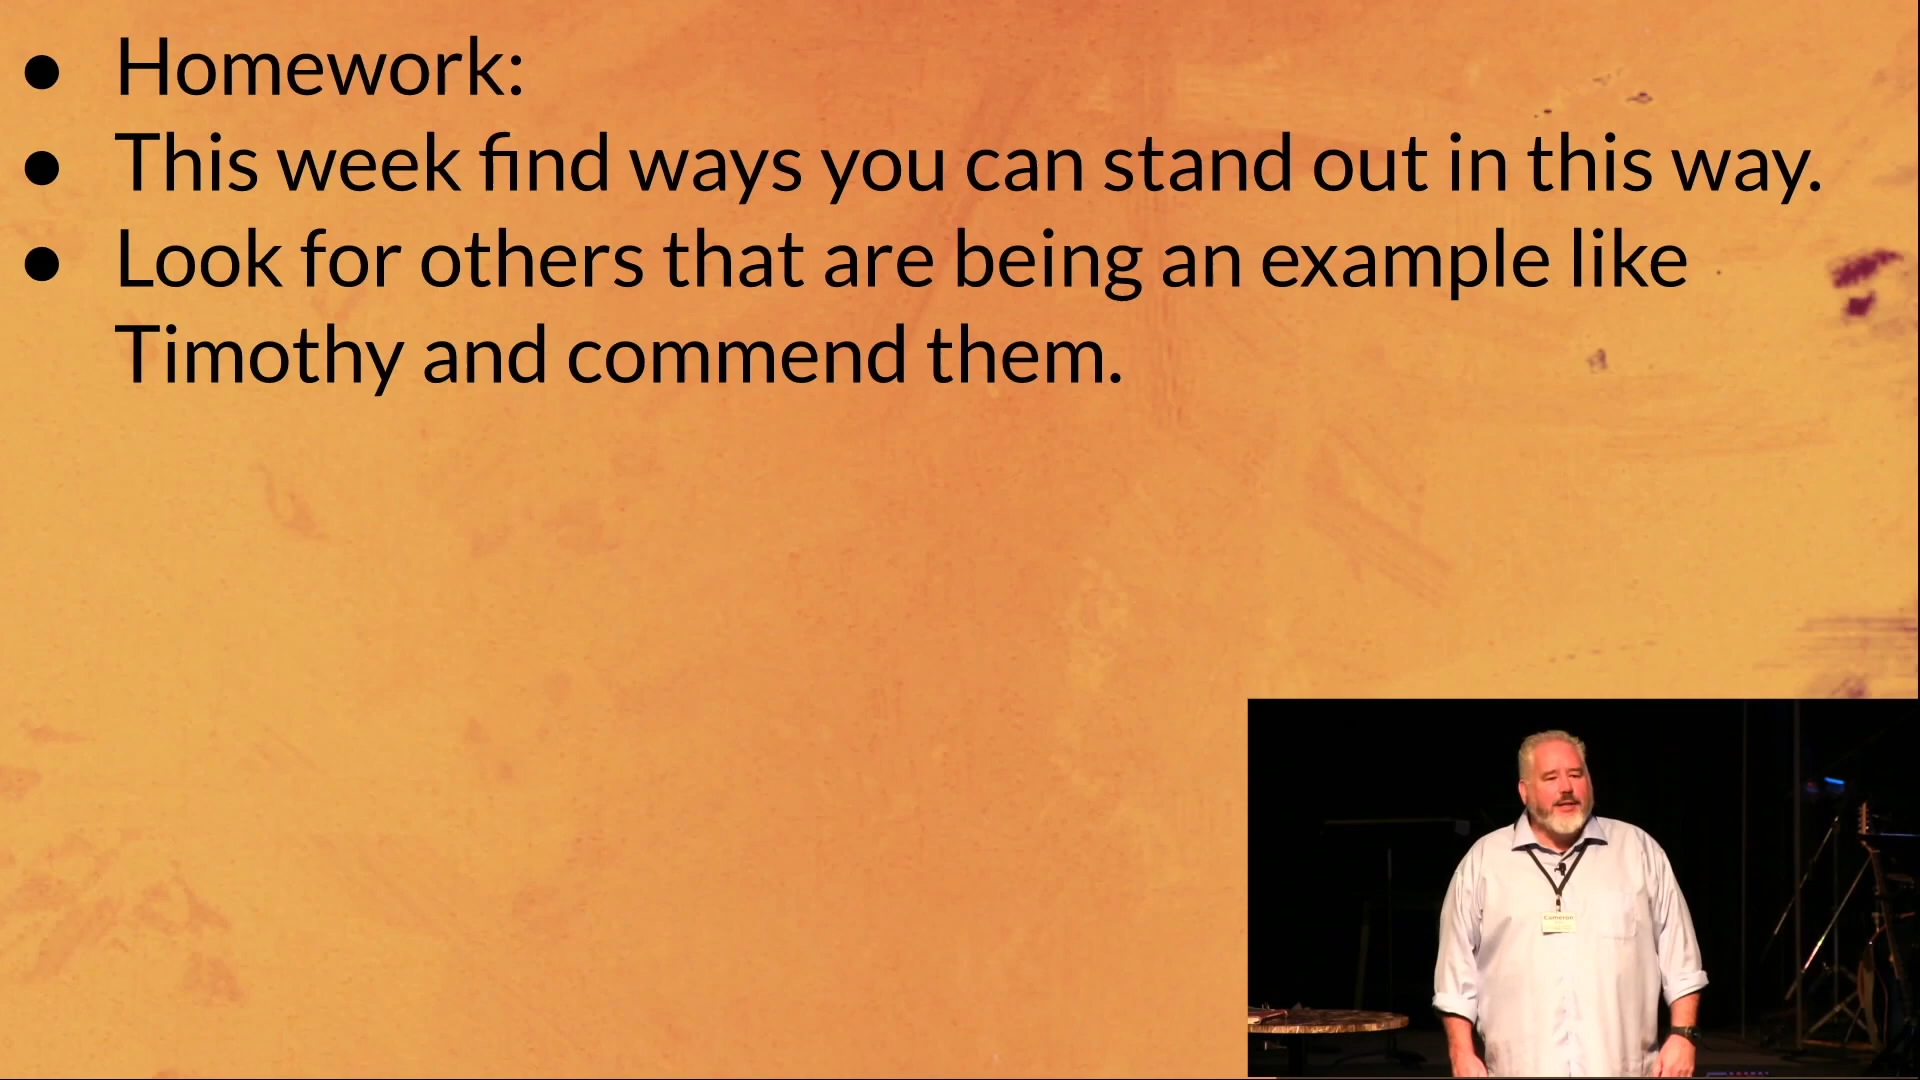 ● Homework:
● This week find ways you can stand out in this way.
● Look for others that are being an example like
Timothy and commend them.
Cameron